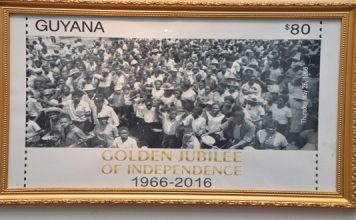 GUYANA $80
GOLDEN JUBILEE
OF INDEPENDENCE
1966-2016